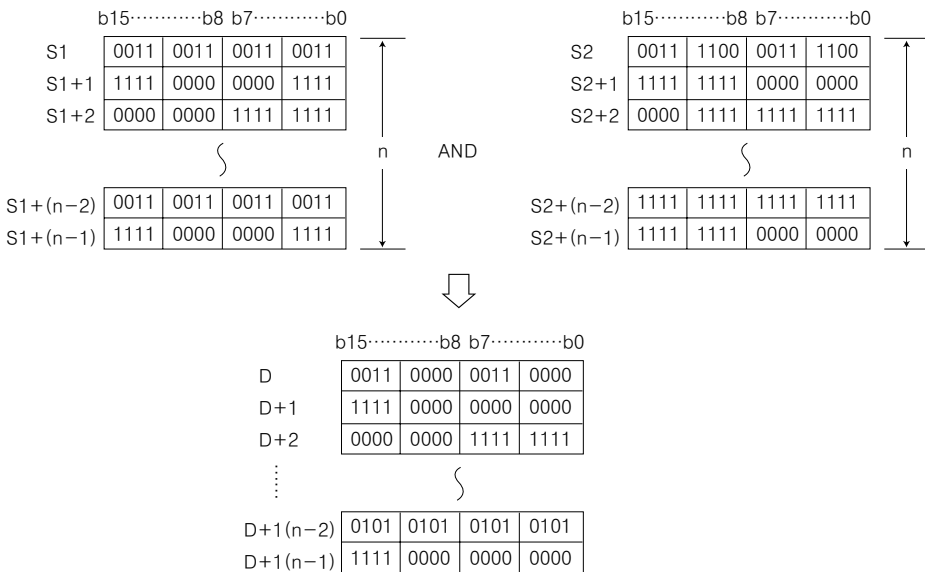 b15············b8 b7············b0
S1 0011 0011 0011 0011
S1+1 1111 0000 0000 1111
S1+2 0000 0000 1111 1111
S1+(n−2) 0011 0011 0011 0011
S1+(n−1) 1111 0000 0000 1111
n
AND
b15············b8 b7············b0
S2 0011 1100 0011 1100
S2+1 1111 1111 0000 0000
S2+2 0000 1111 1111 1111
S2+(n−2) 1111 1111 1111 1111
S2+(n−1) 1111 1111 0000 0000
n
b15············b8 b7············b0
D 0011 0000 0011 0000
D+1 1111 0000 0000 0000
D+2 0000 0000 1111 1111
D+1(n−2) 0101 0101 0101 0101
D+1(n−1) 1111 0000 0000 0000